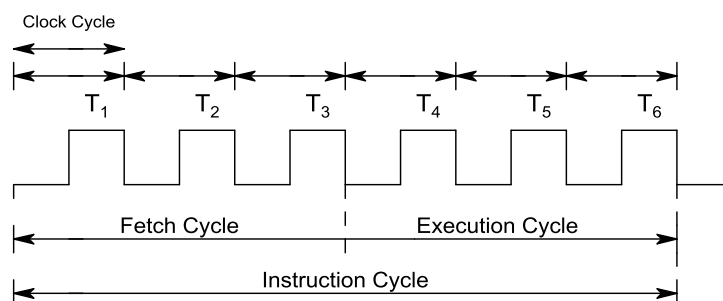 Clock Cycle
T₁ T₂ T₃ T₄ T₅ T₆
Fetch Cycle Execution Cycle
Instruction Cycle